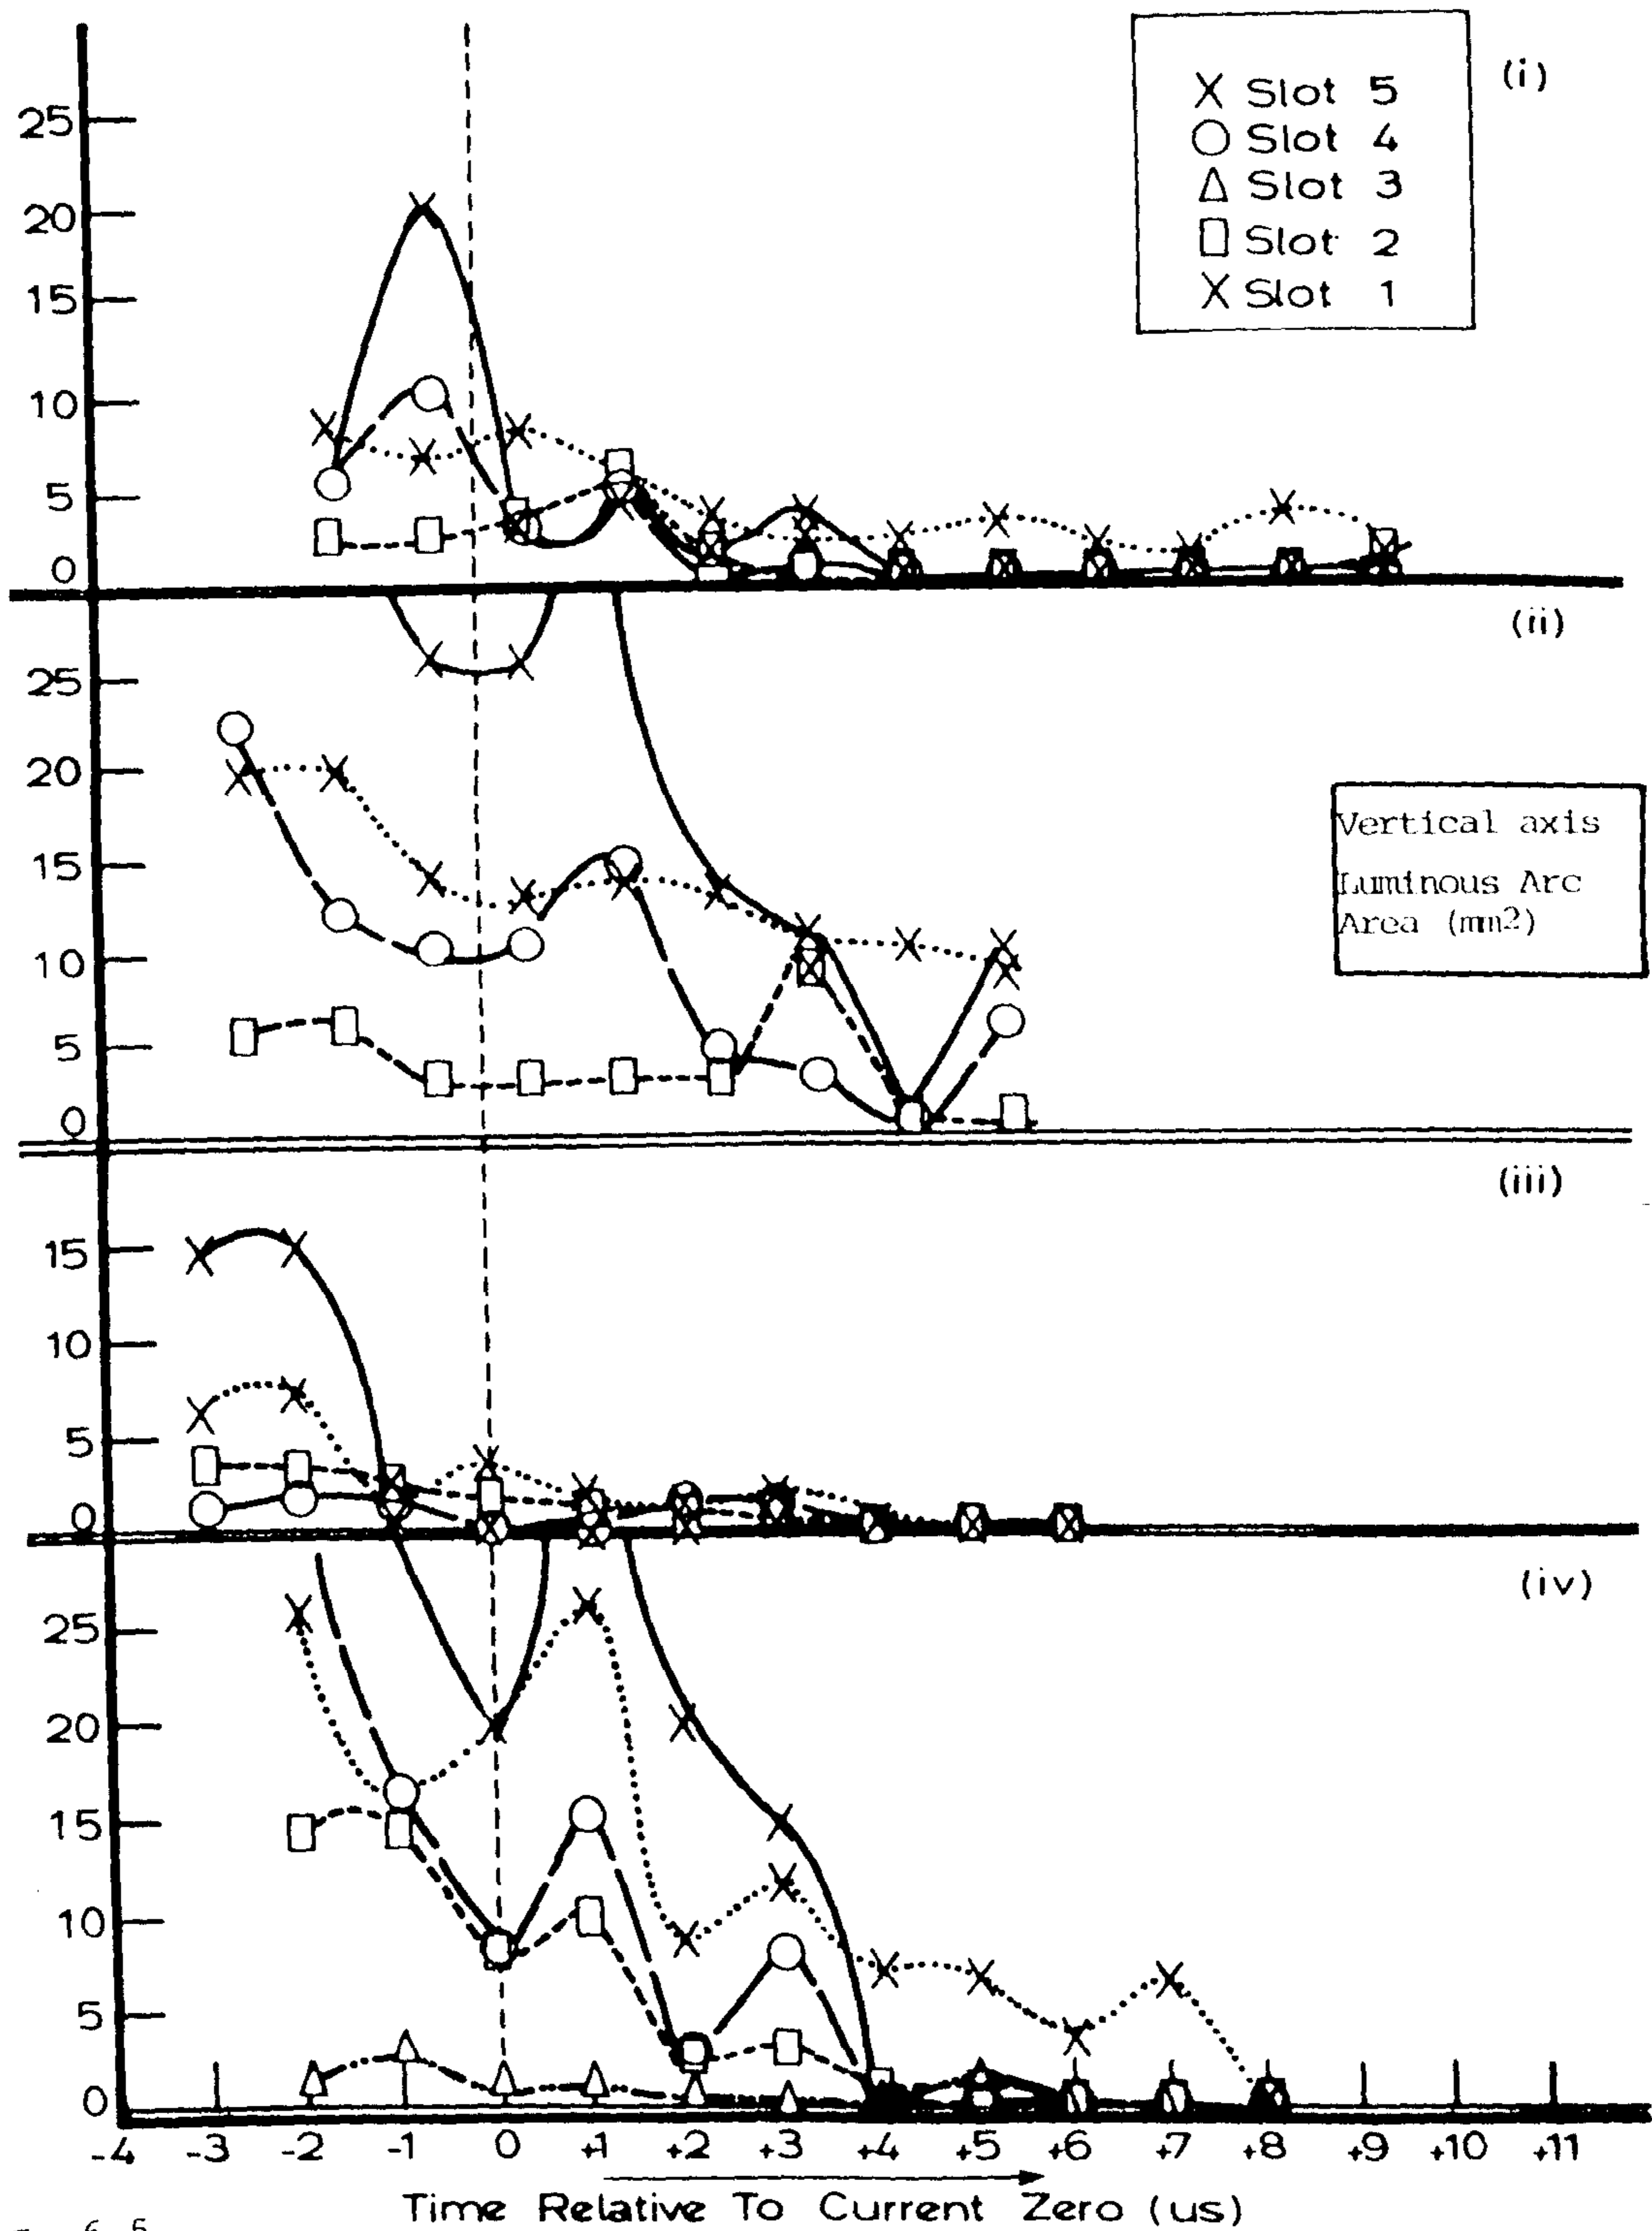 (i)
X Slot 5
O Slot 4
△ Slot 3
□ Slot 2
X Slot 1
25
20
15
10
5
0
(ii)
25
20
15
10
5
0
Vertical axis
Luminous Arc
Area (mm2)
(iii)
15
10
5
0
(iv)
25
20
15
10
5
0
-4 -3 -2 -1 0 +1 +2 +3 +4 +5 +6 +7 +8 +9 +10 +11
Time Relative To Current Zero (us)
6 5